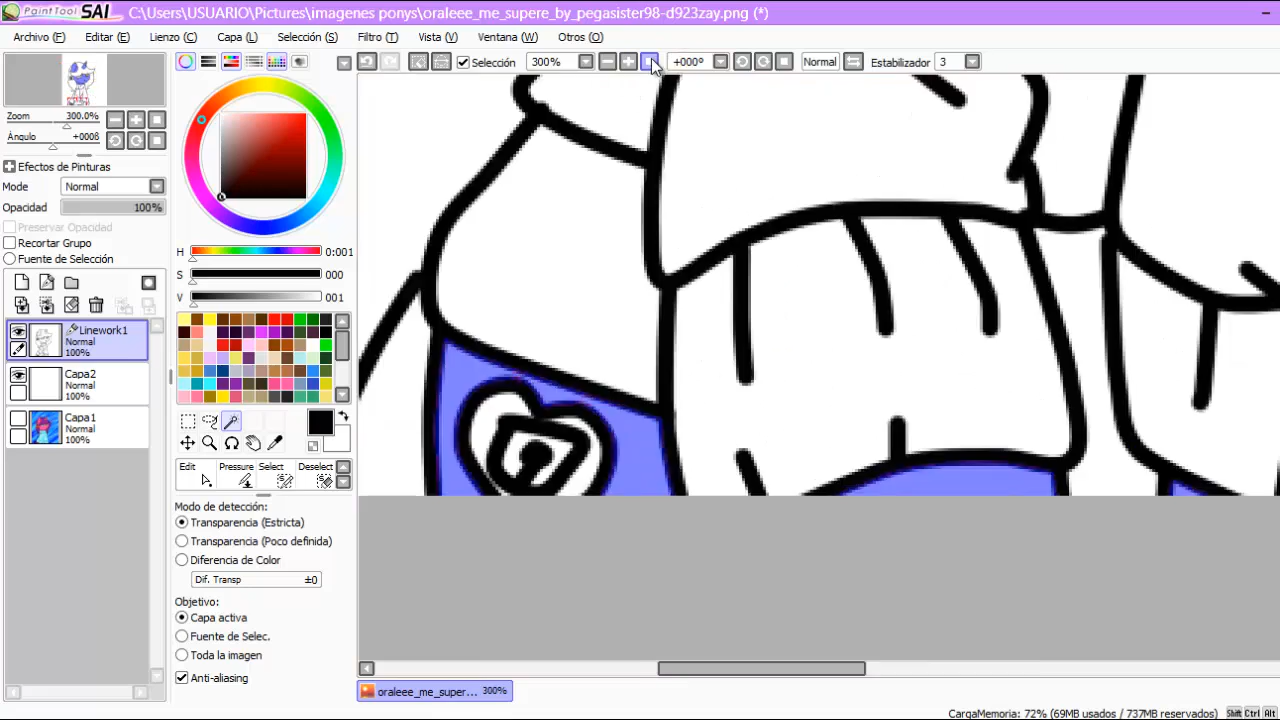 PaintTool SAI C:\Users\USUARIO\Pictures\imagenes ponys\oraleee_me_supere_by_pegasister98-d923zay.png (*)
Archivo (F) Editar (E) Lienzo (C) Capa (L) Selección (S) Filtro (T) Vista (V) Ventana (W) Otros (O)
Selección 300% +000° Normal Estabilizador 3
Zoom 300.0%
Ángulo +000ß
Efectos de Pinturas
Mode Normal
Opacidad 100%
Preservar Opacidad
Recortar Grupo
Fuente de Selección
Linework1
Normal
100%
Capa2
Normal
100%
Capa1
Normal
100%
H 0:001
S 000
V 001
Edit Pressure Select Deselect
Modo de detección:
Transparencia (Estricta)
Transparencia (Poco definida)
Diferencia de Color
Dif. Transp ±0
Objetivo:
Capa activa
Fuente de Selec.
Toda la imagen
Anti-aliasing
oraleee_me_super... 300%
CargaMemoria: 72% (69MB usados / 737MB reservados) Shift Ctrl Alt